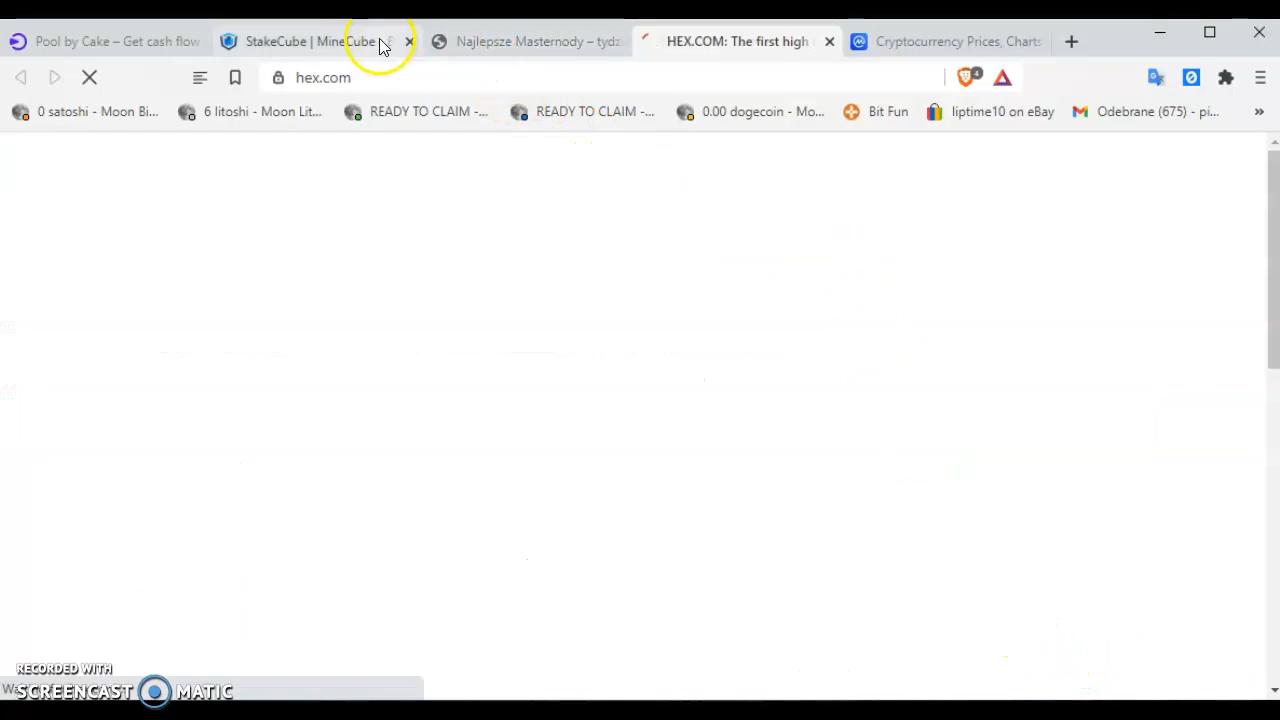 Pool by Cake – Get cash flow
StakeCube | MineCube
Najlepsze Masternody – tydz
HEX.COM: The first high
Cryptocurrency Prices, Charts
hex.com
4
0 satoshi - Moon Bi...
6 litoshi - Moon Lit...
READY TO CLAIM -...
READY TO CLAIM -...
0.00 dogecoin - Mo...
Bit Fun
liptime10 on eBay
Odebrane (675) - pi...
»
RECORDED WITH
SCREENCAST MATIC